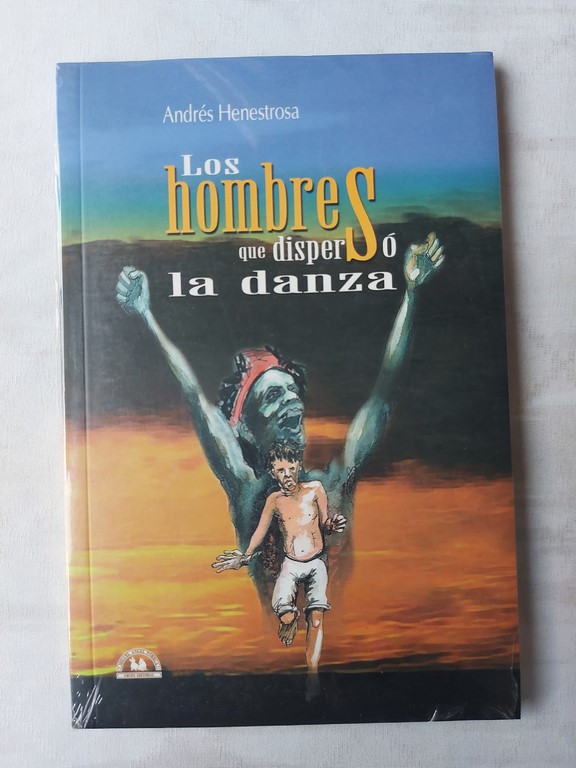 Andrés Henestrosa
Los
hombreS
que disperSó
la danza